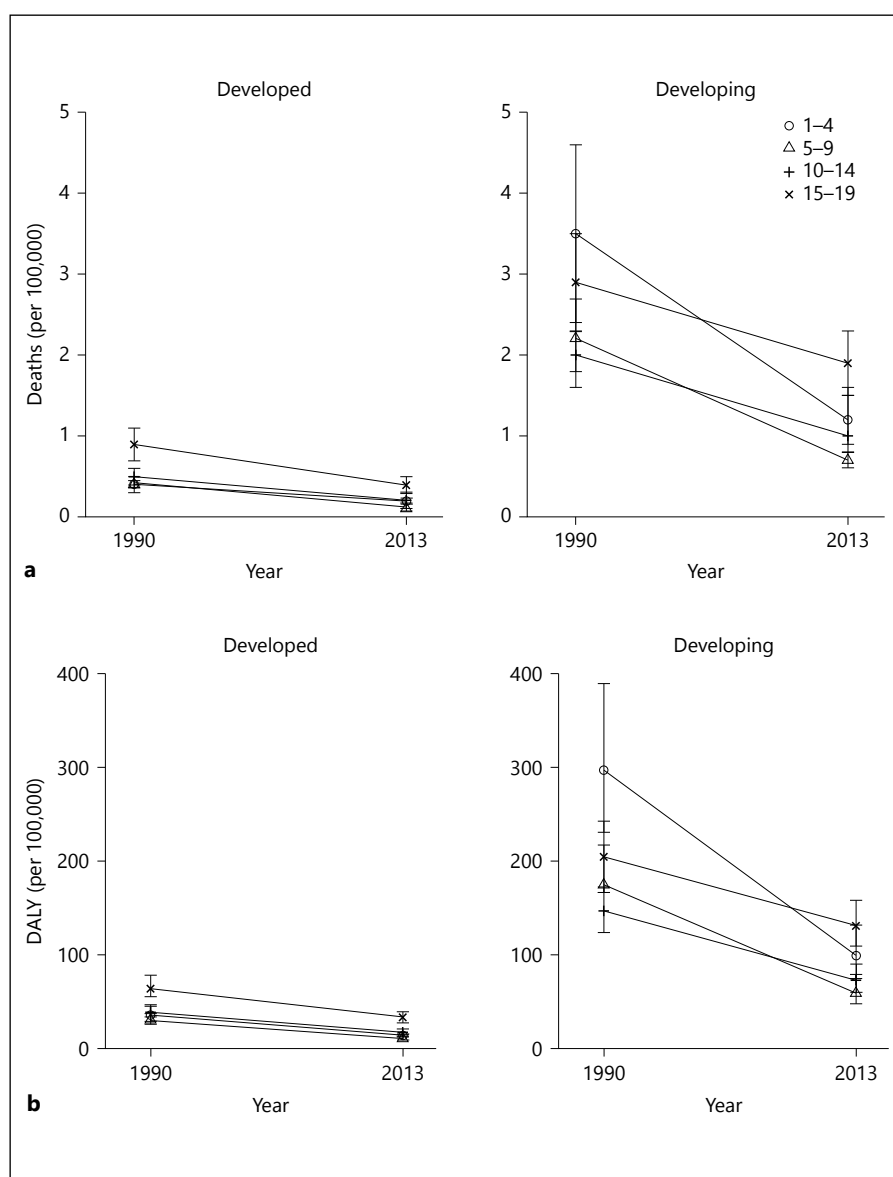 Developed
Developing
5
4
3
2
1
0
Deaths (per 100,000)
1990
2013
Year
5
4
3
2
1
0
1–4
5–9
10–14
15–19
1990
2013
Year
a
Developed
Developing
400
300
200
100
0
DALY (per 100,000)
1990
2013
Year
400
300
200
100
0
1990
2013
Year
b